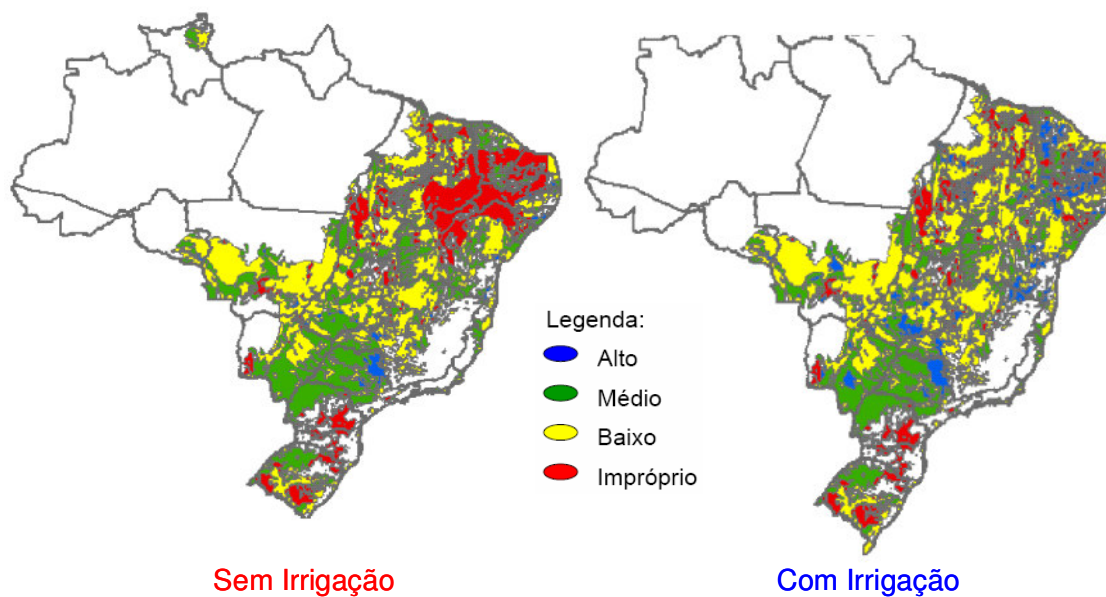 Legenda:
Alto
Médio
Baixo
Impróprio
Sem Irrigação
Com Irrigação